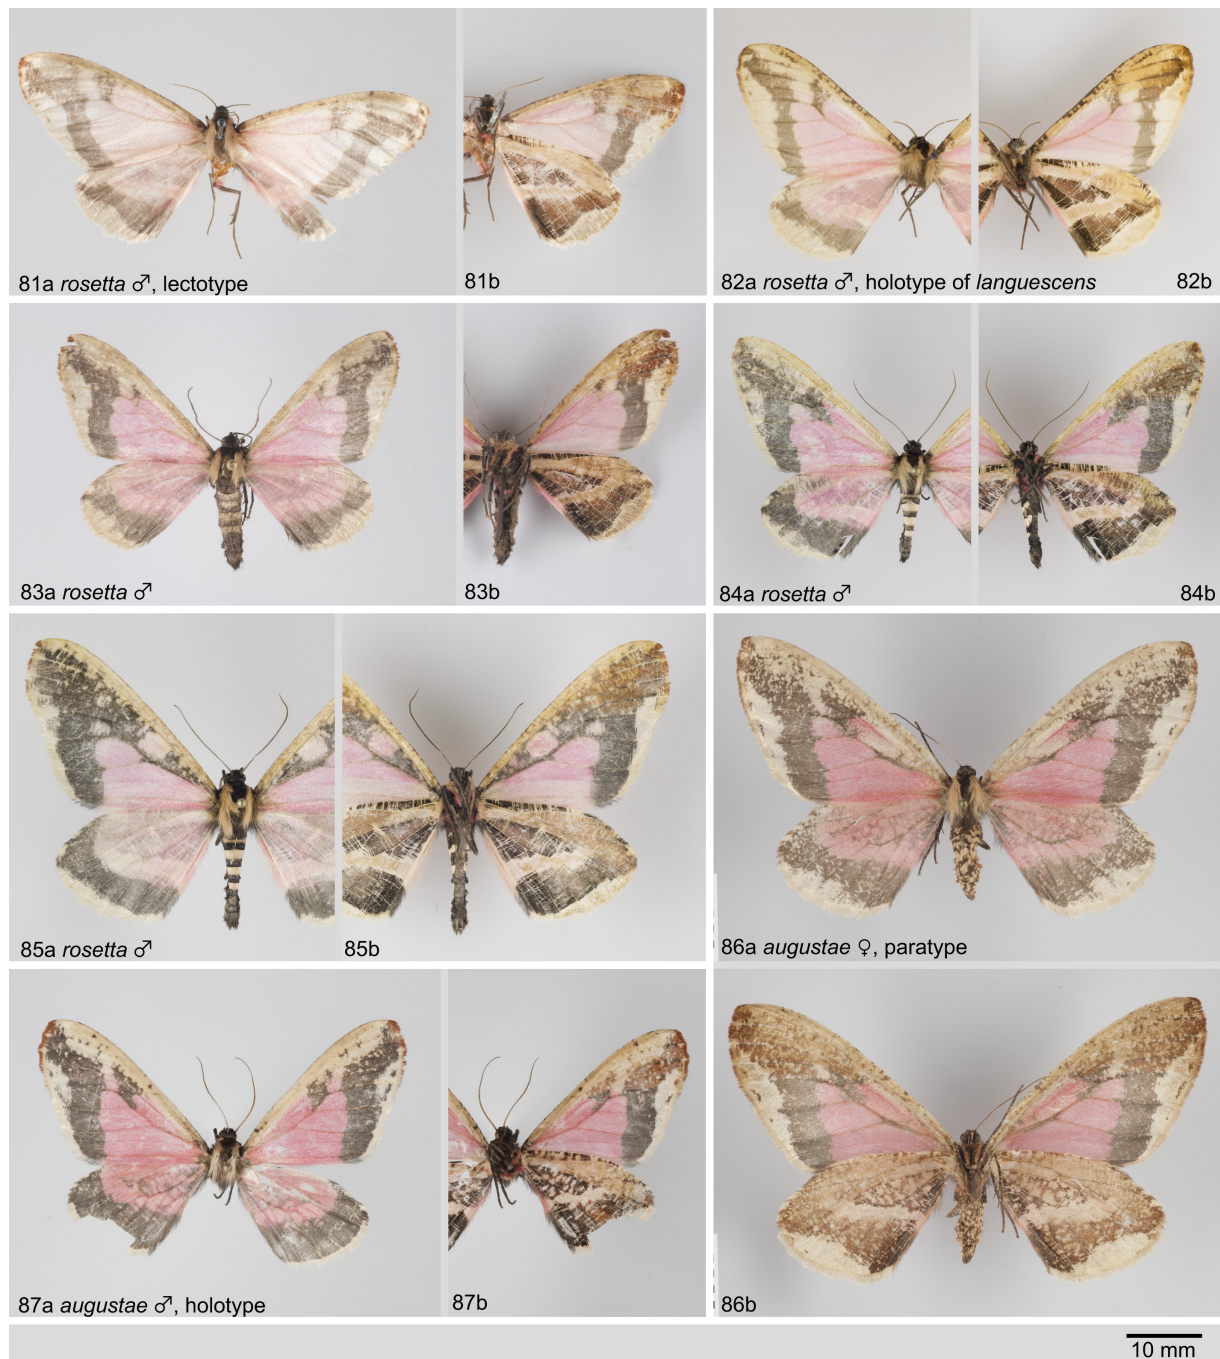 81a rosetta ♂, lectotype
81b
82a rosetta ♂, holotype of languescens
82b
83a rosetta ♂
83b
84a rosetta ♂
84b
85a rosetta ♂
85b
86a augustae ♀, paratype
87a augustae ♂, holotype
87b
86b
10 mm